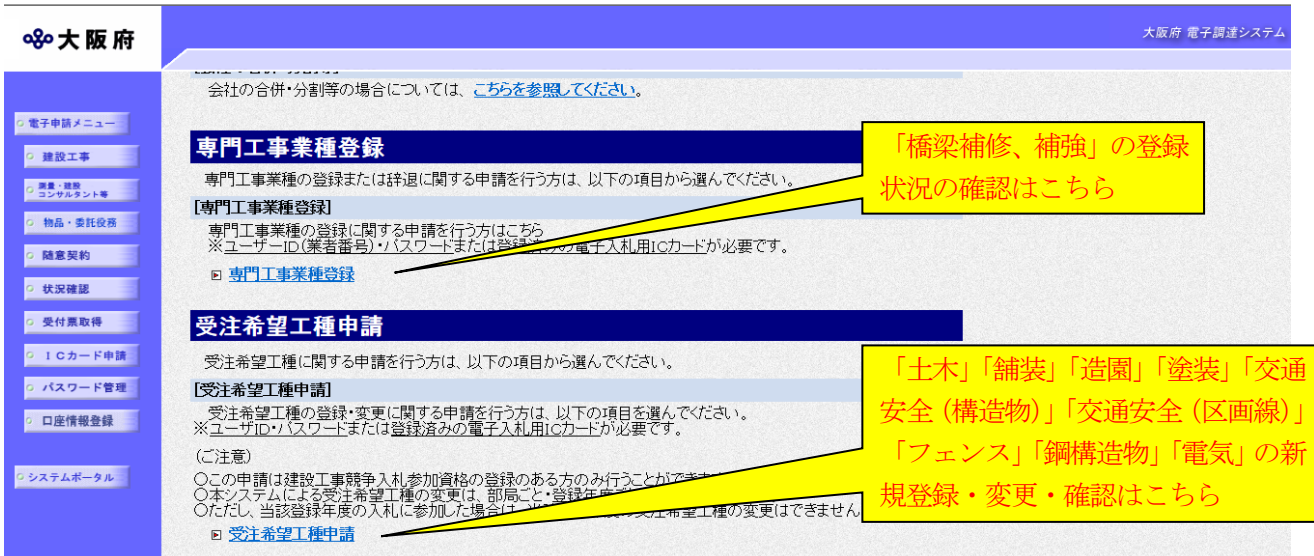 大阪府
大阪府 電子調達システム
会社の合併・分割等の場合については、こちらを参照してください。
電子申請メニュー
建設工事
測量・建設
コンサルタント等
物品・委託役務
随意契約
状況確認
受付票取得
ICカード申請
パスワード管理
口座情報登録
システムポータル
専門工事業種登録
専門工事業種の登録または辞退に関する申請を行う方は、以下の項目から選んでください。
[専門工事業種登録]
専門工事業種の登録に関する申請を行う方はこちら
※ユーザーID(業者番号)・パスワードまたは登録済みの電子入札用ICカードが必要です。
専門工事業種登録
「橋梁補修、補強」の登録
状況の確認はこちら
受注希望工種申請
受注希望工種に関する申請を行う方は、以下の項目から選んでください。
[受注希望工種申請]
受注希望工種の登録・変更に関する申請を行う方は、以下の項目を選んでください。
※ユーザID・パスワードまたは登録済みの電子入札用ICカードが必要です。
(ご注意)
○この申請は建設工事競争入札参加資格の登録のある方のみ行うことができ
○本システムによる受注希望工種の変更は、部局ごと・登録年度ご
○ただし、当該登録年度の入札に参加した場合は、受注希望工種の変更はできません
受注希望工種申請
「土木」「舗装」「造園」「塗装」「交通
安全（構造物）」「交通安全（区画線）」
「フェンス」「鋼構造物」「電気」の新
規登録・変更・確認はこちら